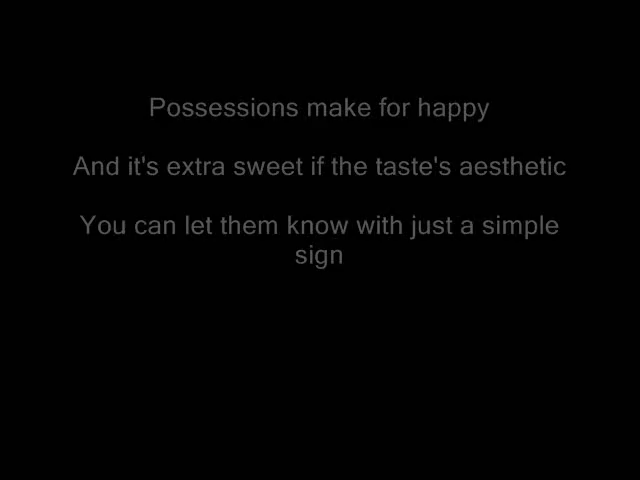 Possessions make for happy
And it's extra sweet if the taste's aesthetic
You can let them know with just a simple
sign